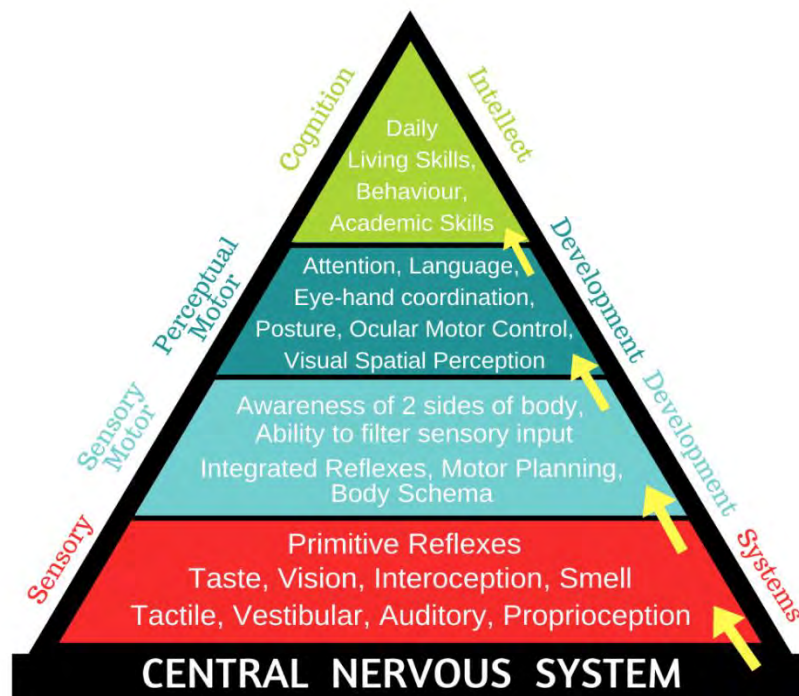 Cognition
Intellect
Daily
Living Skills,
Behaviour,
Academic Skills
Perceptual
Motor
Development
Attention, Language,
Eye-hand coordination,
Posture, Ocular Motor Control,
Visual Spatial Perception
Sensory
Motor
Development
Awareness of 2 sides of body,
Ability to filter sensory input
Integrated Reflexes, Motor Planning,
Body Schema
Sensory
Systems
Primitive Reflexes
Taste, Vision, Interoception, Smell
Tactile, Vestibular, Auditory, Proprioception
CENTRAL NERVOUS SYSTEM